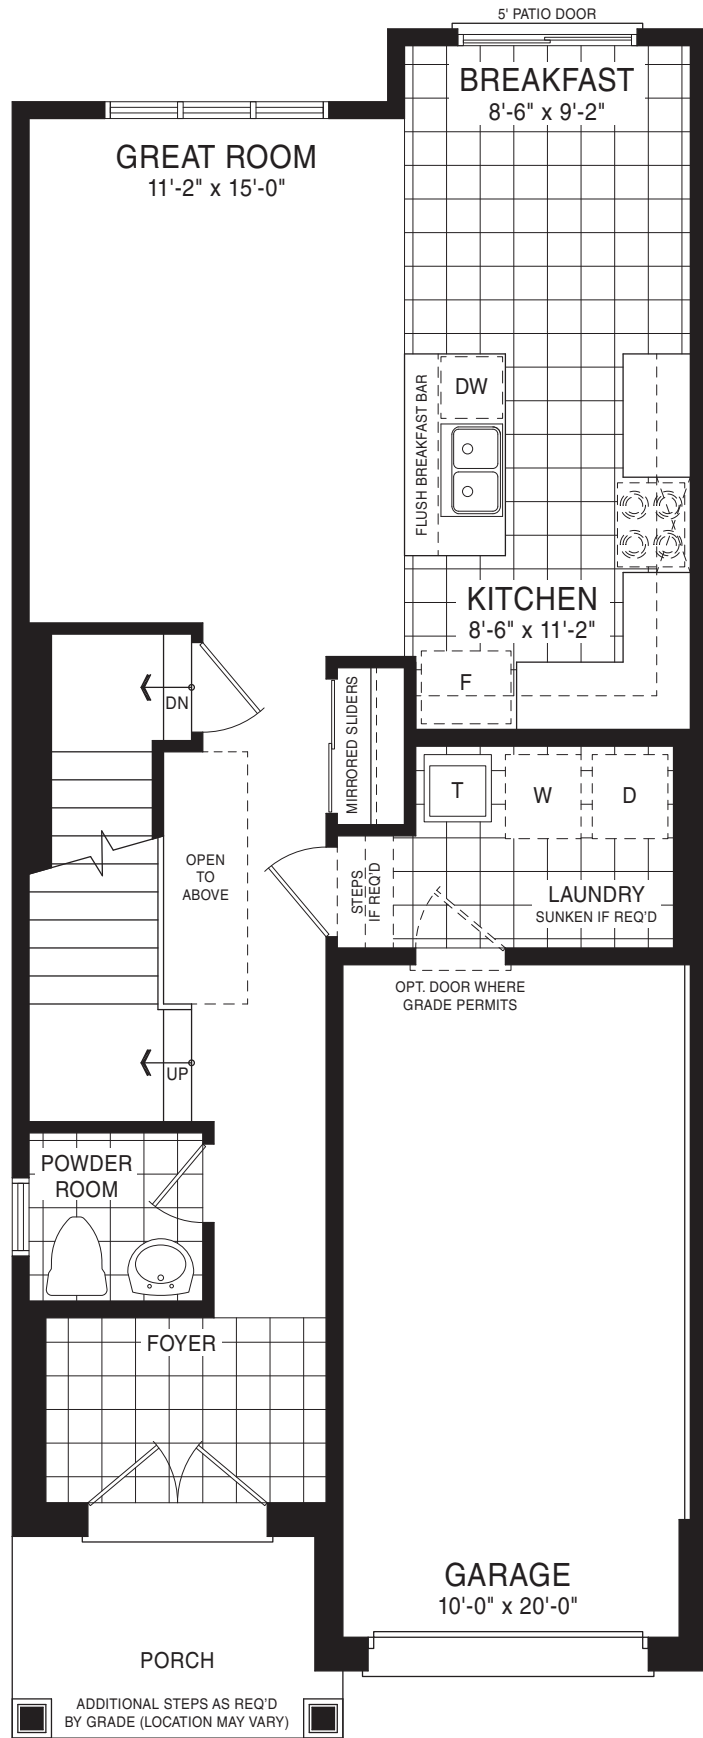 5' PATIO DOOR
BREAKFAST
8'-6" x 9'-2"
GREAT ROOM
11'-2" x 15'-0"
FLUSH BREAKFAST BAR
DW
KITCHEN
8'-6" x 11'-2"
F
DN
MIRRORED SLIDERS
T
W
D
OPEN
TO
ABOVE
STEPS
IF REQ'D
LAUNDRY
SUNKEN IF REQ'D
OPT. DOOR WHERE
GRADE PERMITS
UP
POWDER
ROOM
FOYER
GARAGE
10'-0" x 20'-0"
PORCH
ADDITIONAL STEPS AS REQ'D
BY GRADE (LOCATION MAY VARY)